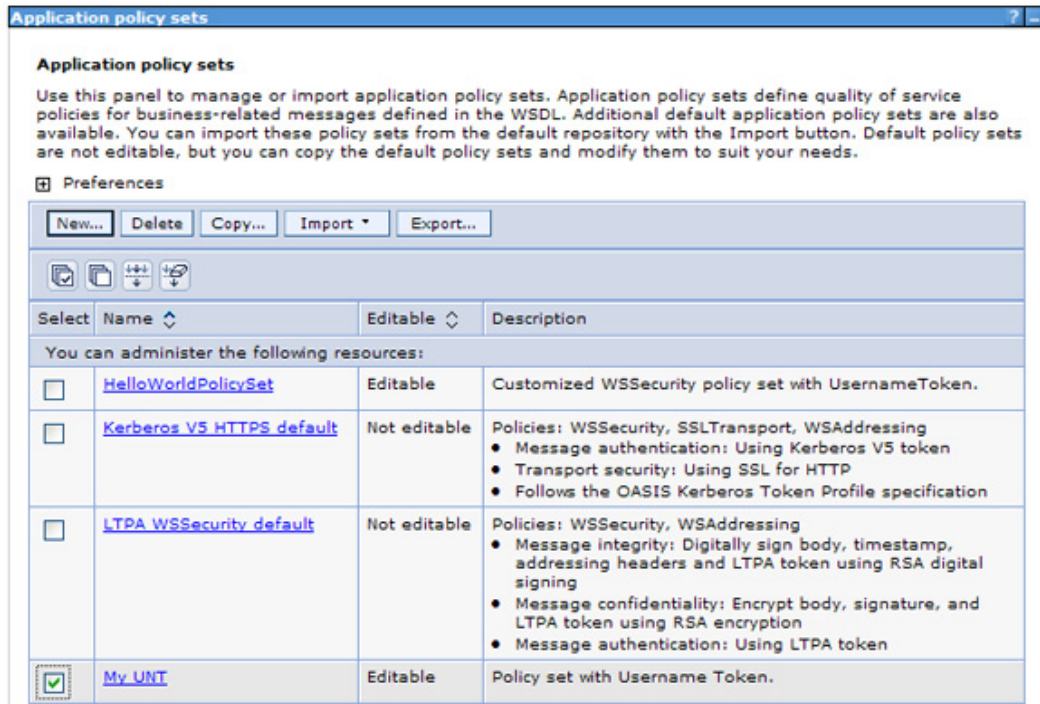 Application policy sets
?
Application policy sets
Use this panel to manage or import application policy sets. Application policy sets define quality of service
policies for business-related messages defined in the WSDL. Additional default application policy sets are also
available. You can import these policy sets from the default repository with the Import button. Default policy sets
are not editable, but you can copy the default policy sets and modify them to suit your needs.
Preferences
New... Delete Copy... Import Export...
Select Name Editable Description
You can administer the following resources:
HelloWorldPolicySet Editable Customized WSSecurity policy set with UsernameToken.
Kerberos V5 HTTPS default Not editable Policies: WSSecurity, SSLTransport, WSAddressing
• Message authentication: Using Kerberos V5 token
• Transport security: Using SSL for HTTP
• Follows the OASIS Kerberos Token Profile specification
LTPA WSSecurity default Not editable Policies: WSSecurity, WSAddressing
• Message integrity: Digitally sign body, timestamp,
addressing headers and LTPA token using RSA digital
signing
• Message confidentiality: Encrypt body, signature, and
LTPA token using RSA encryption
• Message authentication: Using LTPA token
My UNT Editable Policy set with Username Token.